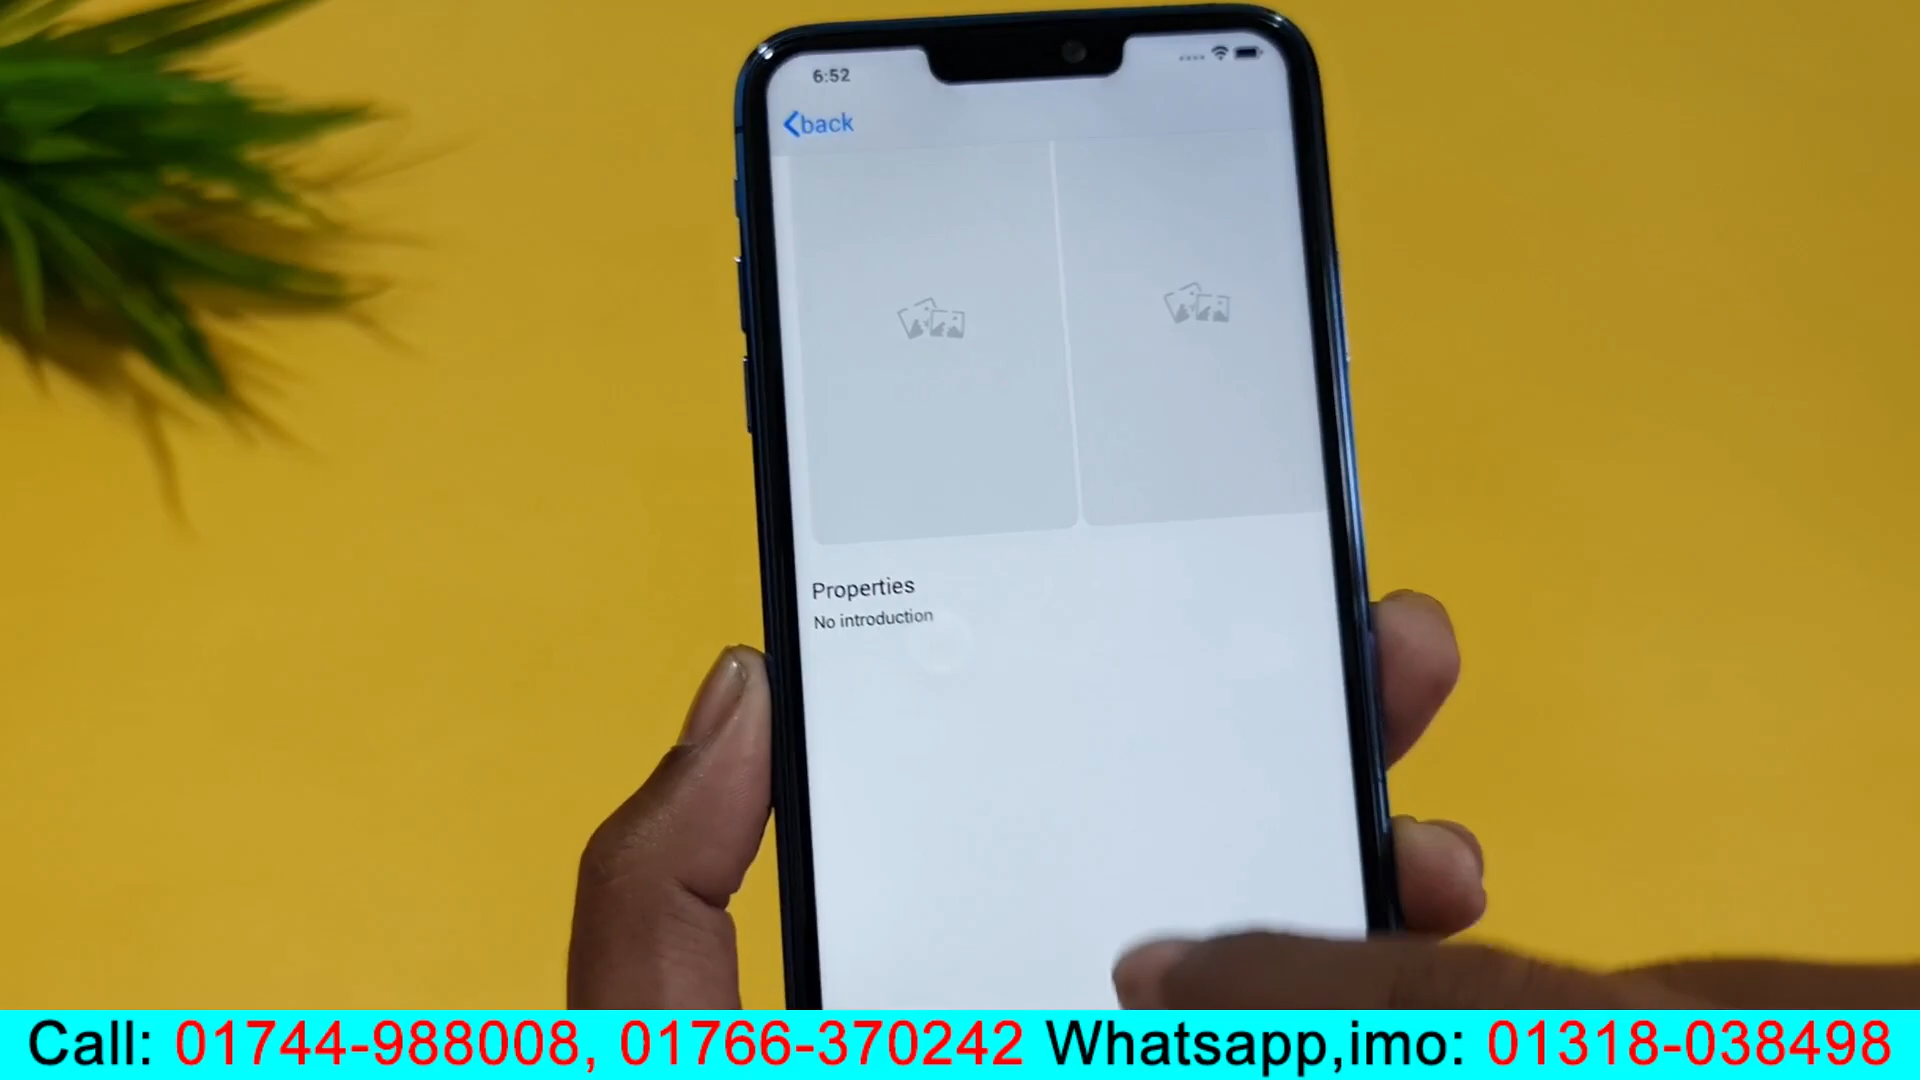 6:52
back
Properties
No introduction
Call: 01744-988008, 01766-370242 Whatsapp,imo: 01318-038498